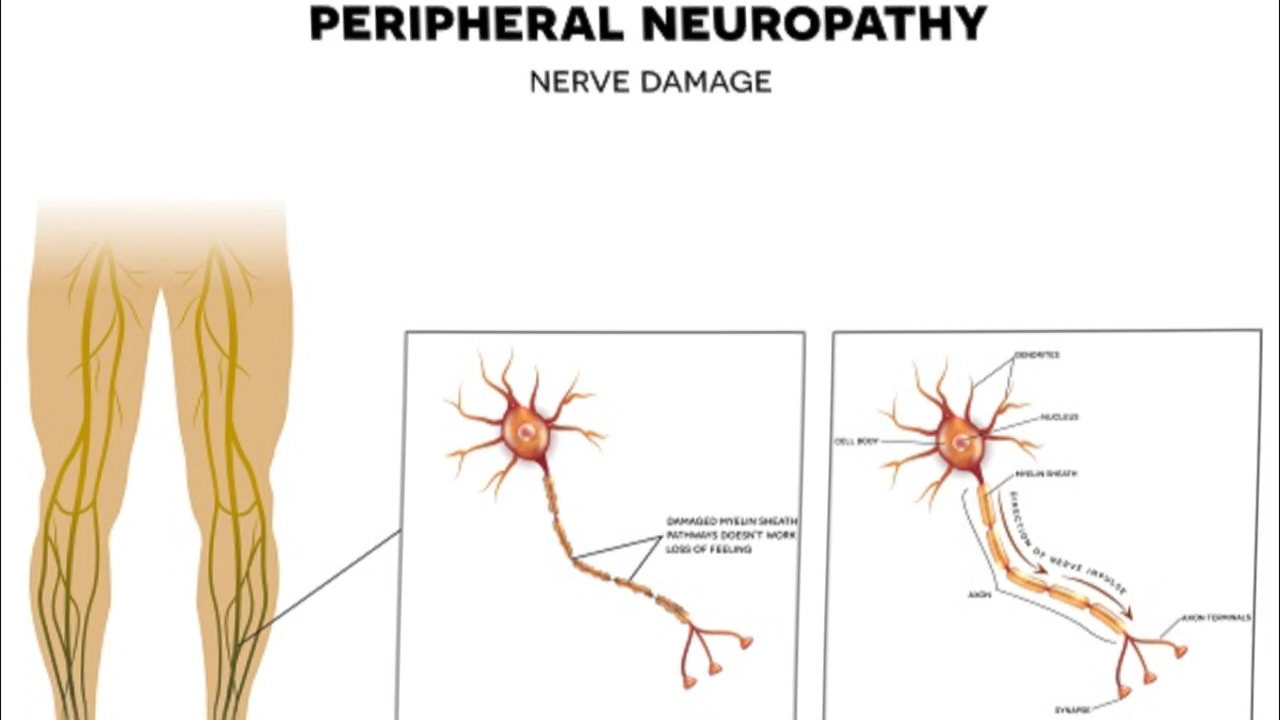 PERIPHERAL NEUROPATHY
NERVE DAMAGE
DAMAGED MYELIN SHEATH
PATHWAYS DOESN'T WORK
LOSS OF FEELING
DENDRITES
NUCLEUS
CELL BODY
MYELIN SHEATH
DIRECTION OF NERVE IMPULSE
AXON
AXON TERMINALS
SYNAPSE